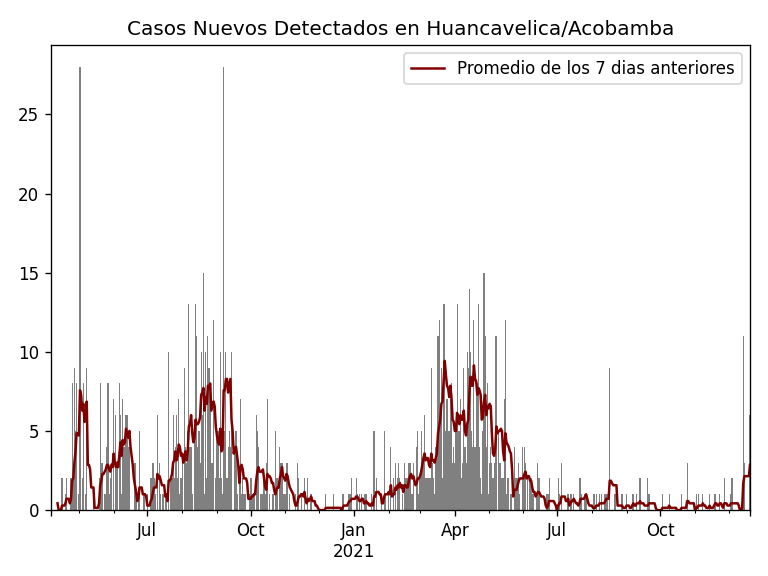 Casos Nuevos Detectados en Huancavelica/Acobamba
Promedio de los 7 dias anteriores
25
20
15
10
5
0
Jul Oct Jan Apr Jul Oct
2021